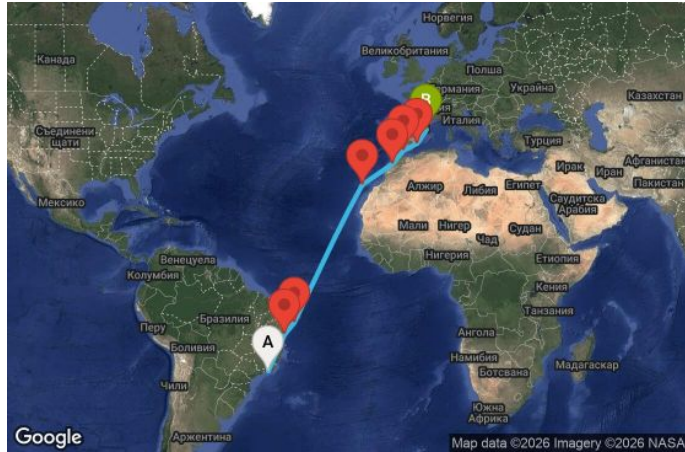 Норвегия
Канада
Великобритания
Полша
B
Германия
Украйна
Казахстан
Италия
Съединени
щати
Турция
Ирак
Афганистан
Иран
Пакистан
Алжир
Либия
Египет
Саудитска
Арабия
Мексико
Мали
Нигер
Чад
Судан
Венецуела
Нигерия
Етиопия
Колумбия
Кения
Танзания
Бразилия
Перу
A
Ангола
Боливия
Намибия
Мадагаскар
Ботсвана
Чили
Южна
Африка
Аржентина
Google
Map data ©2026 Imagery ©2026 NASA